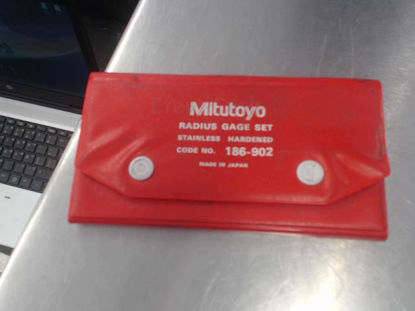 Mitutoyo
RADIUS GAGE SET
STAINLESS HARDENED
CODE NO. 186-902
MADE IN JAPAN